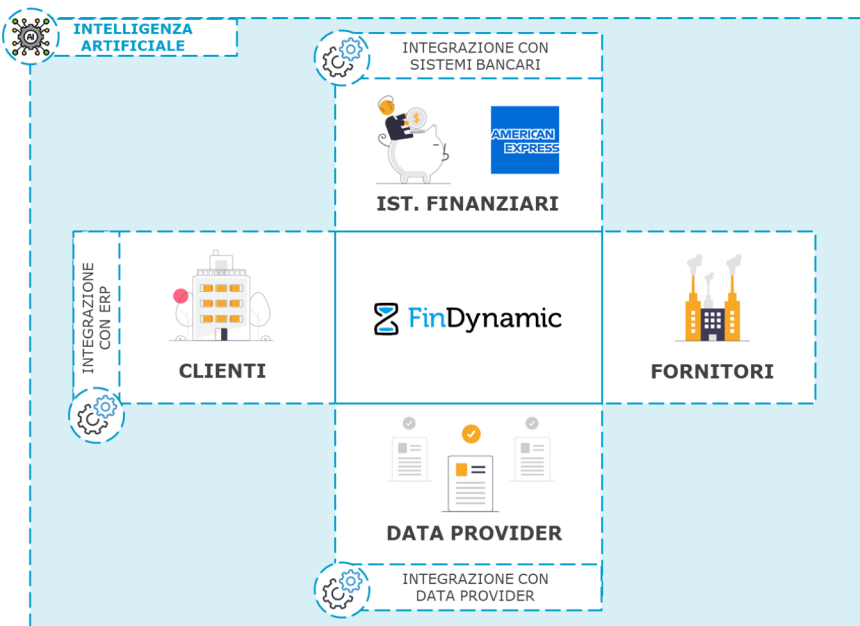 AI
INTELLIGENZA
ARTIFICIALE
INTEGRAZIONE CON
SISTEMI BANCARI
$
AMERICAN
EXPRESS
IST. FINANZIARI
INTEGRAZIONE
CON ERP
CLIENTI
FinDynamic
FORNITORI
DATA PROVIDER
INTEGRAZIONE CON
DATA PROVIDER